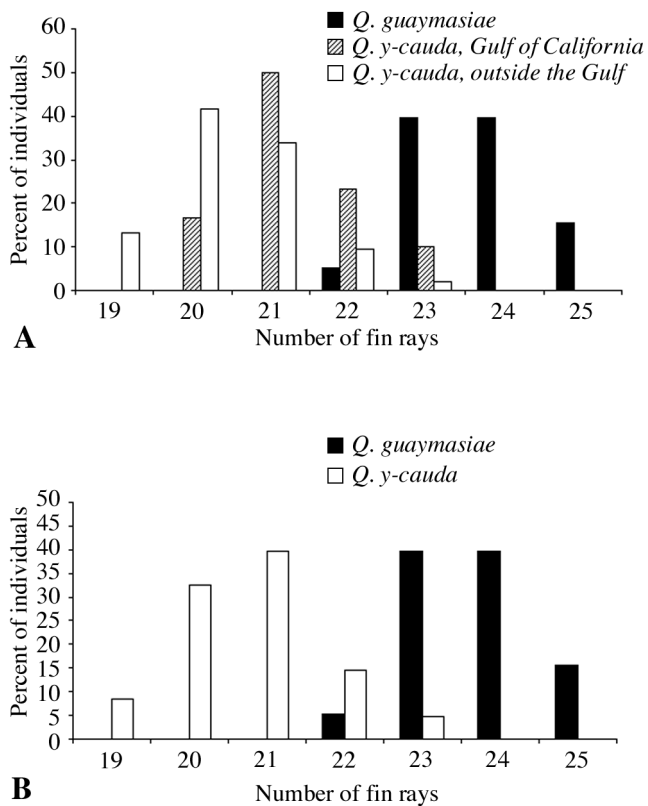 Q. guaymasiae
Q. y-cauda, Gulf of California
Q. y-cauda, outside the Gulf
Percent of individuals
60
50
40
30
20
10
0
19 20 21 22 23 24 25
Number of fin rays
A
Q. guaymasiae
Q. y-cauda
Percent of individuals
50
45
40
35
30
25
20
15
10
5
0
19 20 21 22 23 24 25
Number of fin rays
B